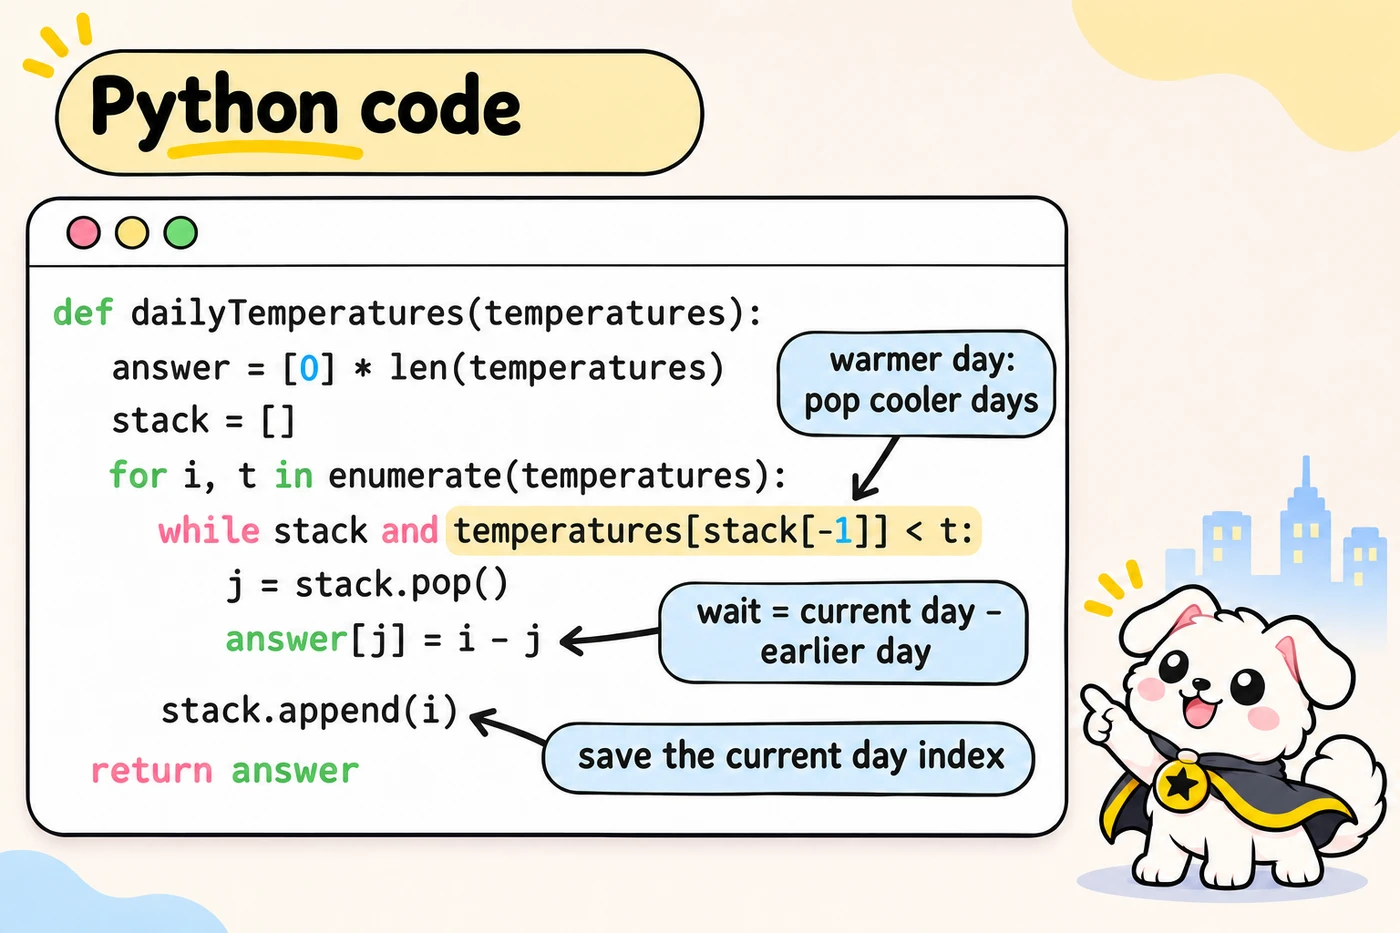 Python code
def dailyTemperatures(temperatures):
answer = [0] * len(temperatures)
stack = []
for i, t in enumerate(temperatures):
while stack and temperatures[stack[-1]] < t:
j = stack.pop()
answer[j] = i - j
stack.append(i)
return answer
warmer day:
pop cooler days
wait = current day –
earlier day
save the current day index